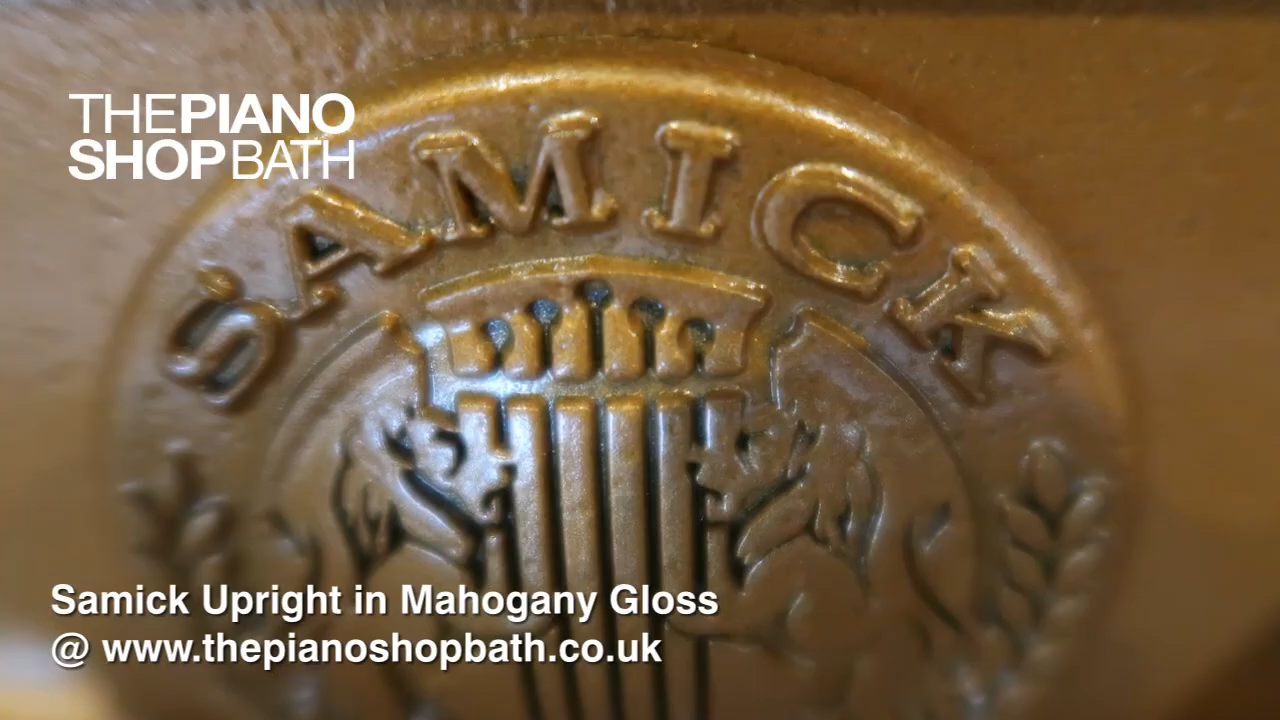 THEPIANO
SHOPBATH
SAMICK
Samick Upright in Mahogany Gloss
@ www.thepianoshopbath.co.uk